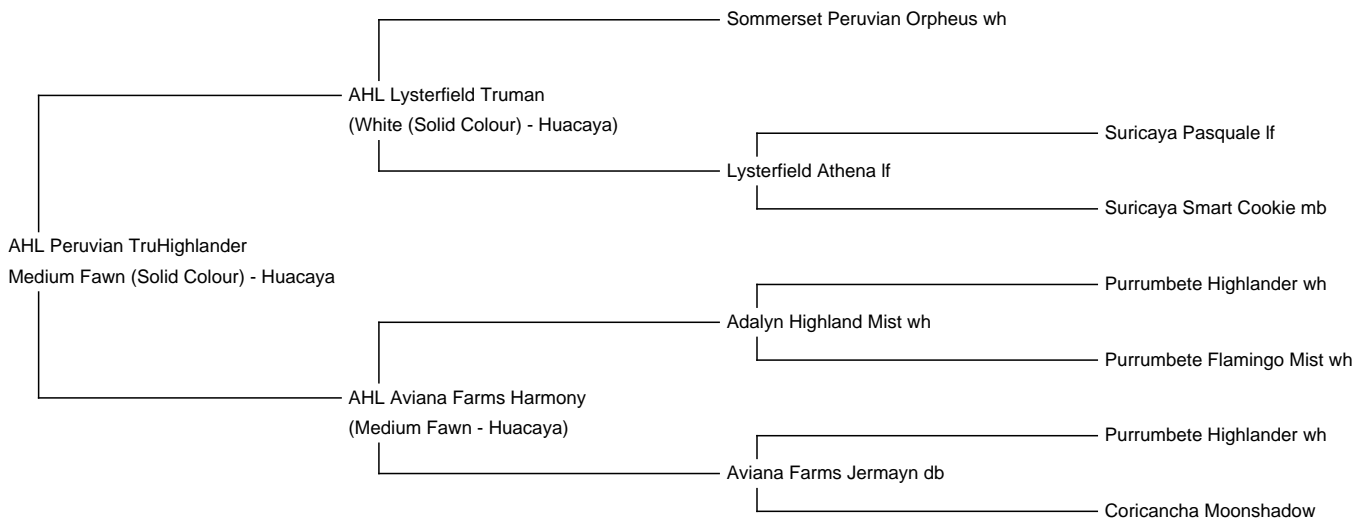 Sommerset Peruvian Orpheus wh
AHL Lysterfield Truman
(White (Solid Colour) - Huacaya)
Suricaya Pasquale lf
Lysterfield Athena lf
Suricaya Smart Cookie mb
AHL Peruvian TruHighlander
Medium Fawn (Solid Colour) - Huacaya
Purrumbete Highlander wh
Adalyn Highland Mist wh
Purrumbete Flamingo Mist wh
AHL Aviana Farms Harmony
(Medium Fawn - Huacaya)
Purrumbete Highlander wh
Aviana Farms Jermayn db
Coricancha Moonshadow